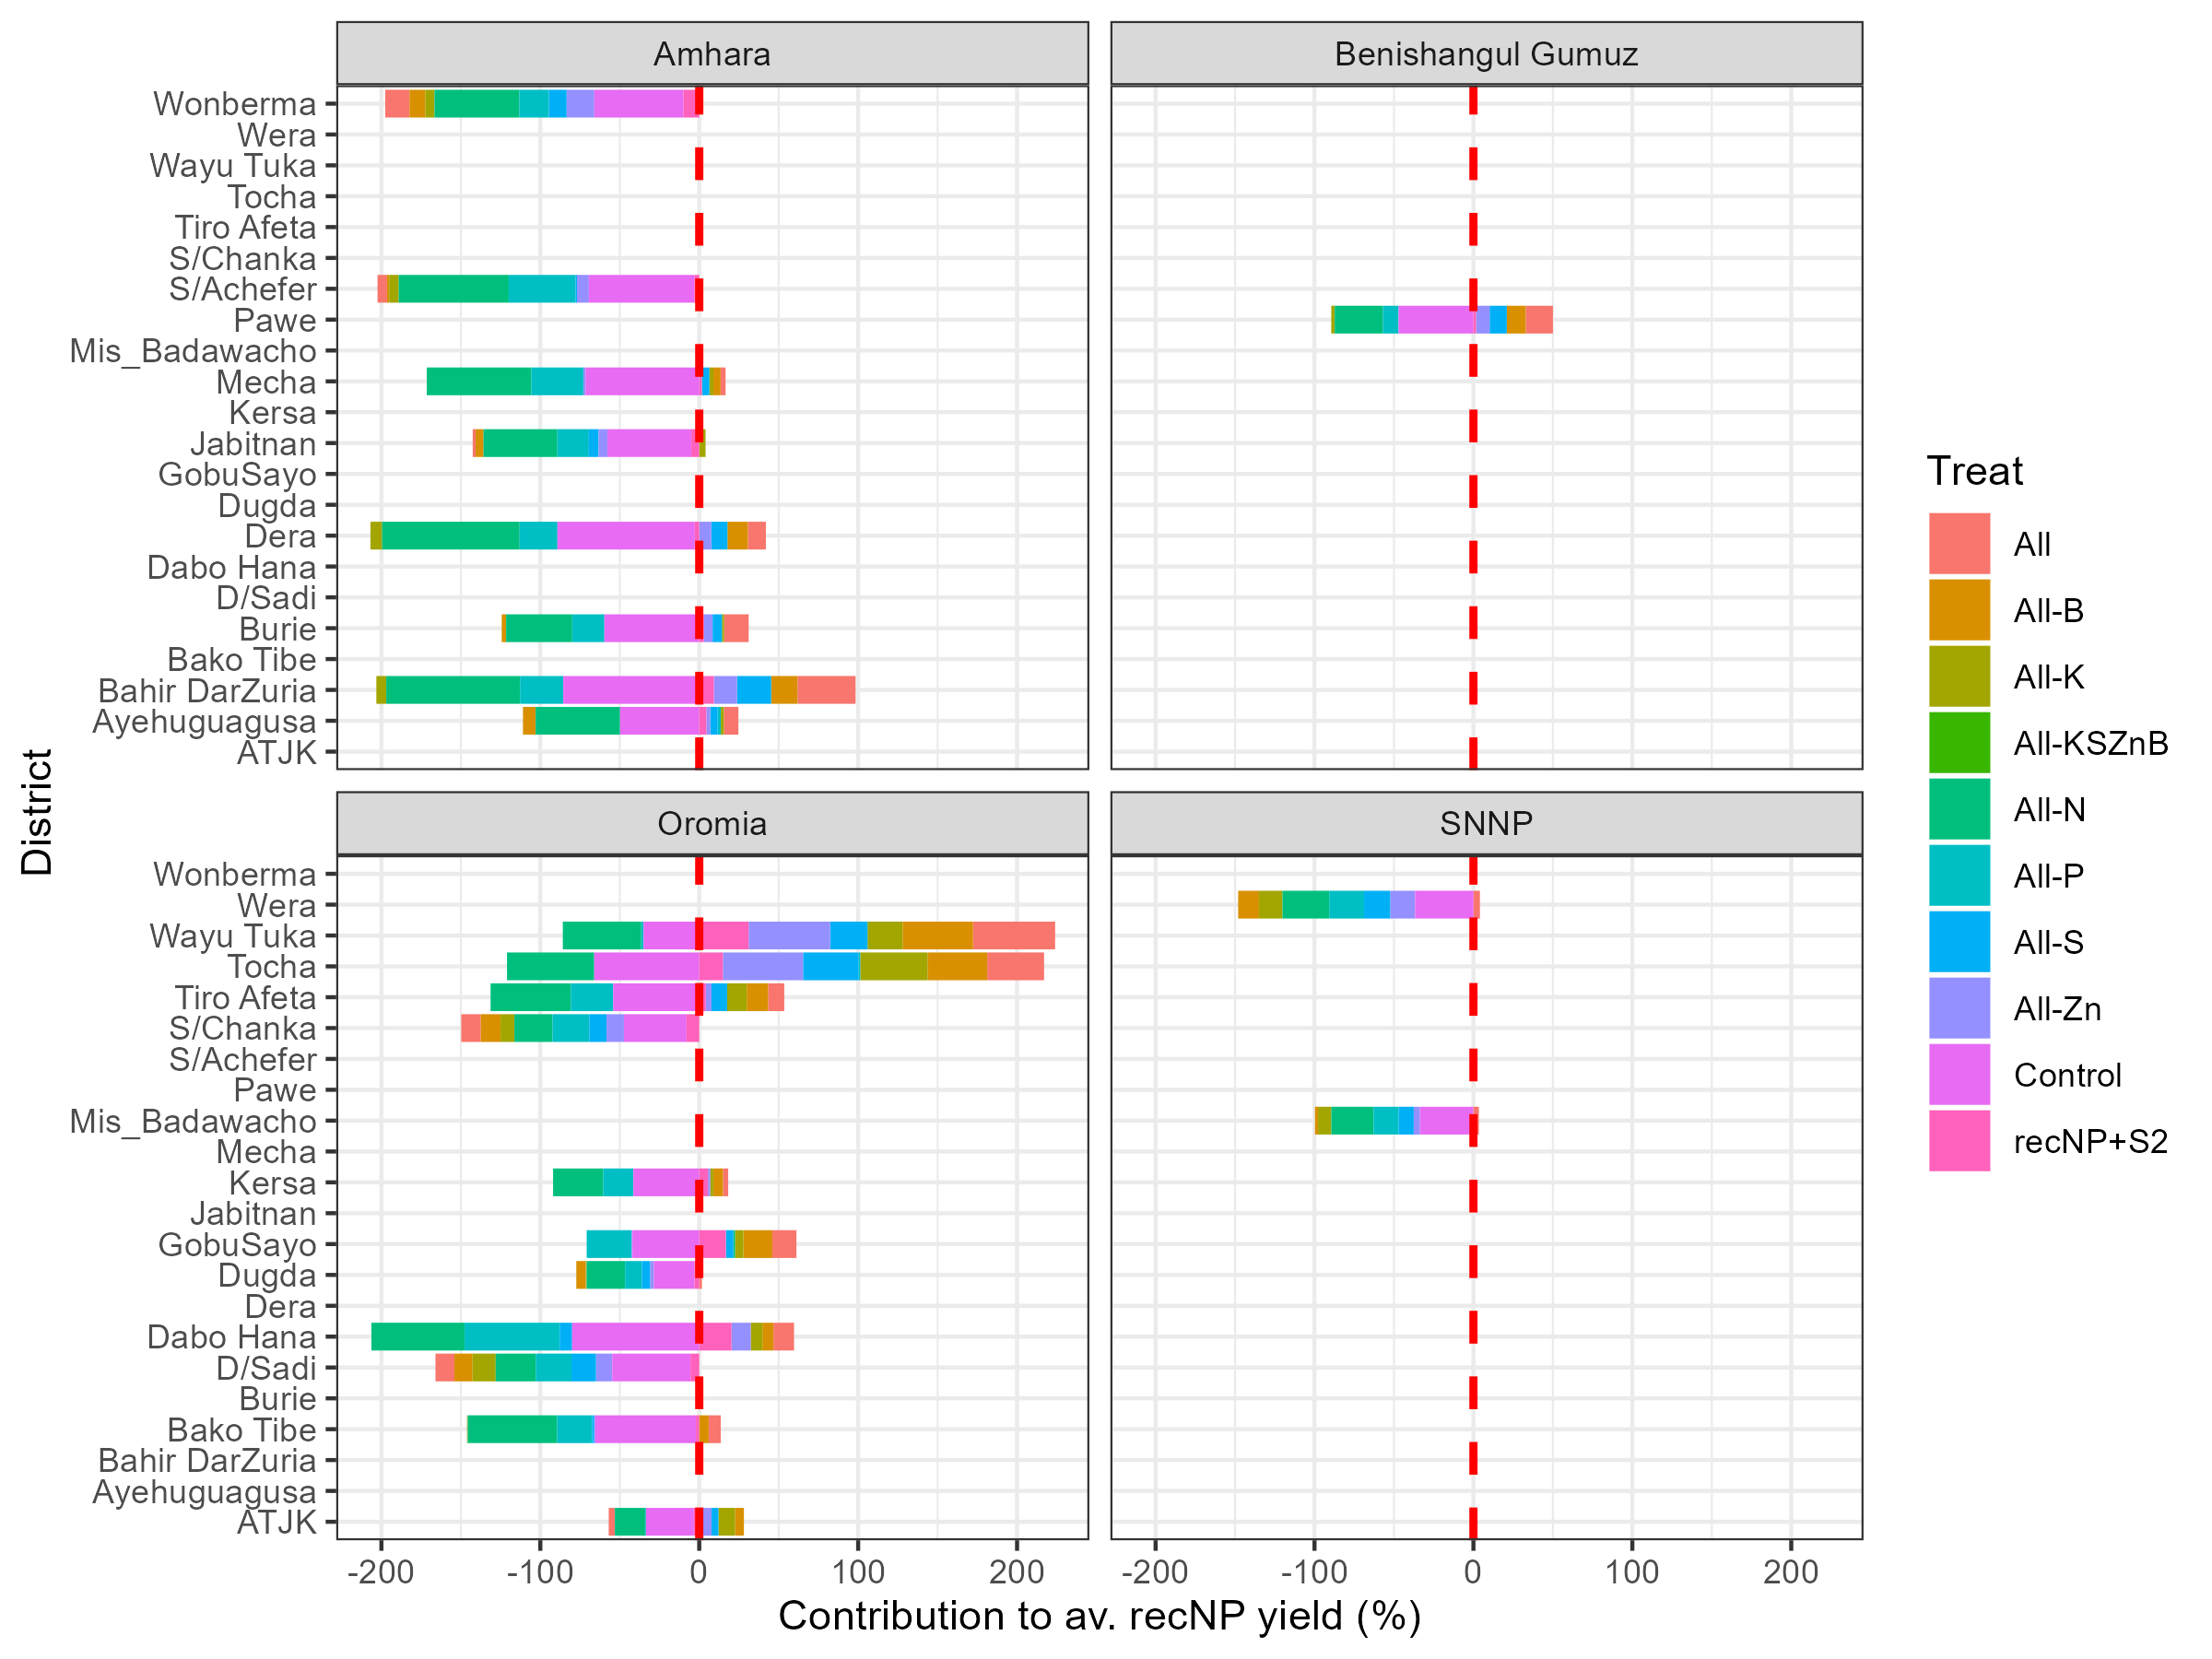 Amhara
Benishangul Gumuz
Wonberma
Wera
Wayu Tuka
Tocha
Tiro Afeta
S/Chanka
S/Achefer
Pawe
Mis_Badawacho
Mecha
Kersa
Jabitnan
GobuSayo
Dugda
Dera
Dabo Hana
D/Sadi
Burie
Bako Tibe
Bahir DarZuria
Ayehuguagusa
ATJK
District
Oromia
SNNP
Wonberma
Wera
Wayu Tuka
Tocha
Tiro Afeta
S/Chanka
S/Achefer
Pawe
Mis_Badawacho
Mecha
Kersa
Jabitnan
GobuSayo
Dugda
Dera
Dabo Hana
D/Sadi
Burie
Bako Tibe
Bahir DarZuria
Ayehuguagusa
ATJK
-200 -100 0 100 200
-200 -100 0 100 200
Contribution to av. recNP yield (%)
Treat
All
All-B
All-K
All-KSZnB
All-N
All-P
All-S
All-Zn
Control
recNP+S2